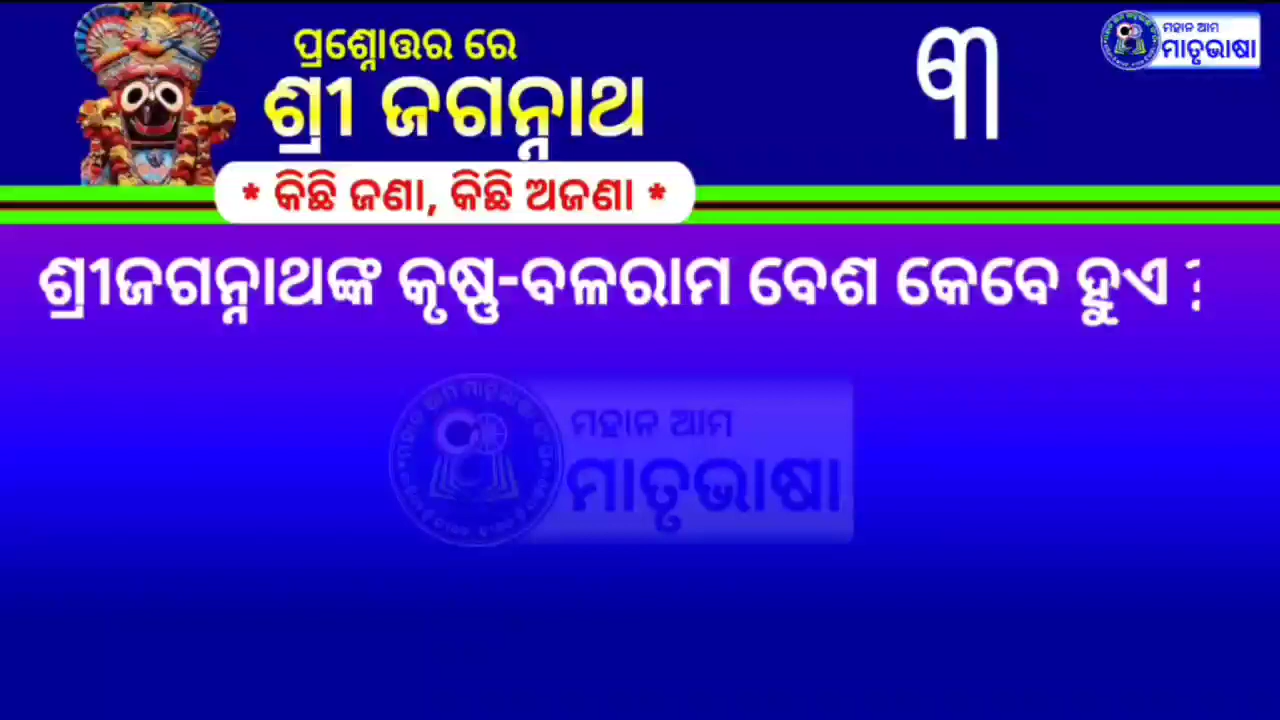 ପ୍ରଶ୍ନୋତ୍ତର ରେ
ଶ୍ରୀ ଜଗନ୍ନାଥ
୩
ମହାନ ଆମ
ମାତୃଭାଷା
* କିଛି ଜଣା, କିଛି ଅଜଣା *
ଶ୍ରୀଜଗନ୍ନାଥଙ୍କ କୃଷ୍ଣ-ବଳରାମ ବେଶ କେବେ ହୁଏ ?
ମହାନ ଆମ
ମାତୃଭାଷା